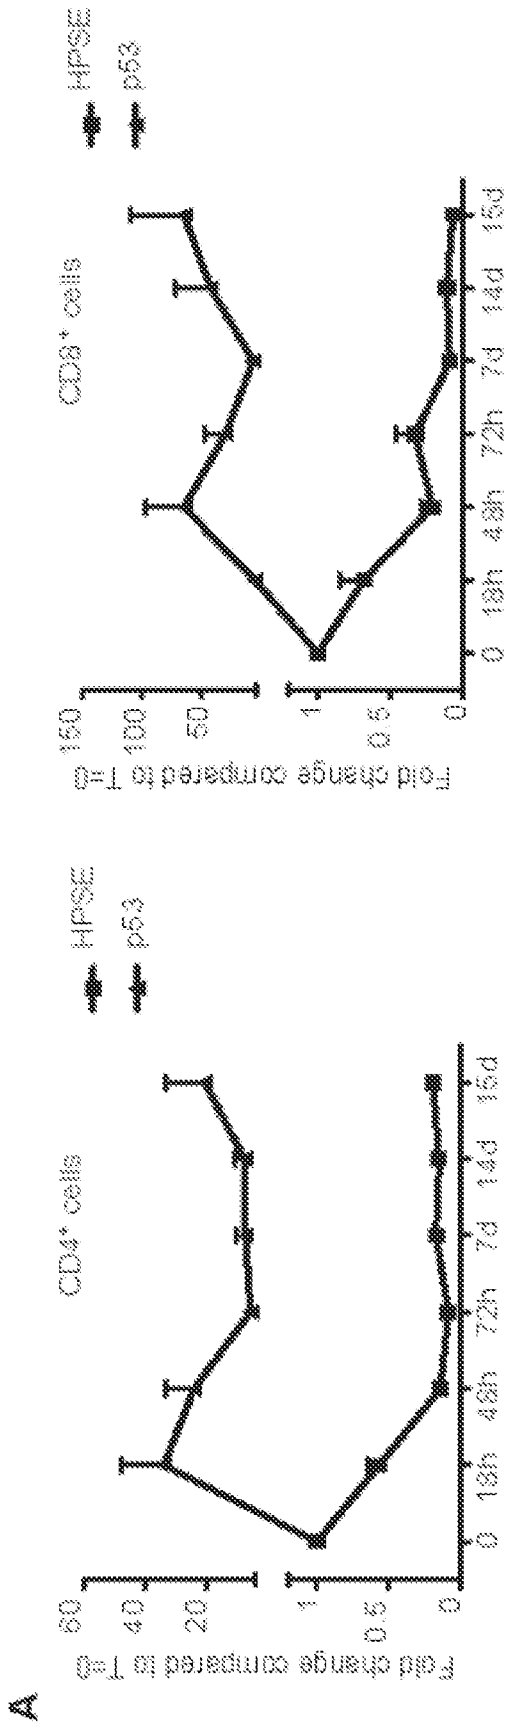 A
CD4+ cells
HPSE
p53
Fold change compared to T=0
60
40
20
1
0.5
0
0 18h 48h 72h 7d 14d 15d
CD8+ cells
HPSE
p53
Fold change compared to T=0
150
100
50
1
0.5
0
0 18h 48h 72h 7d 14d 15d